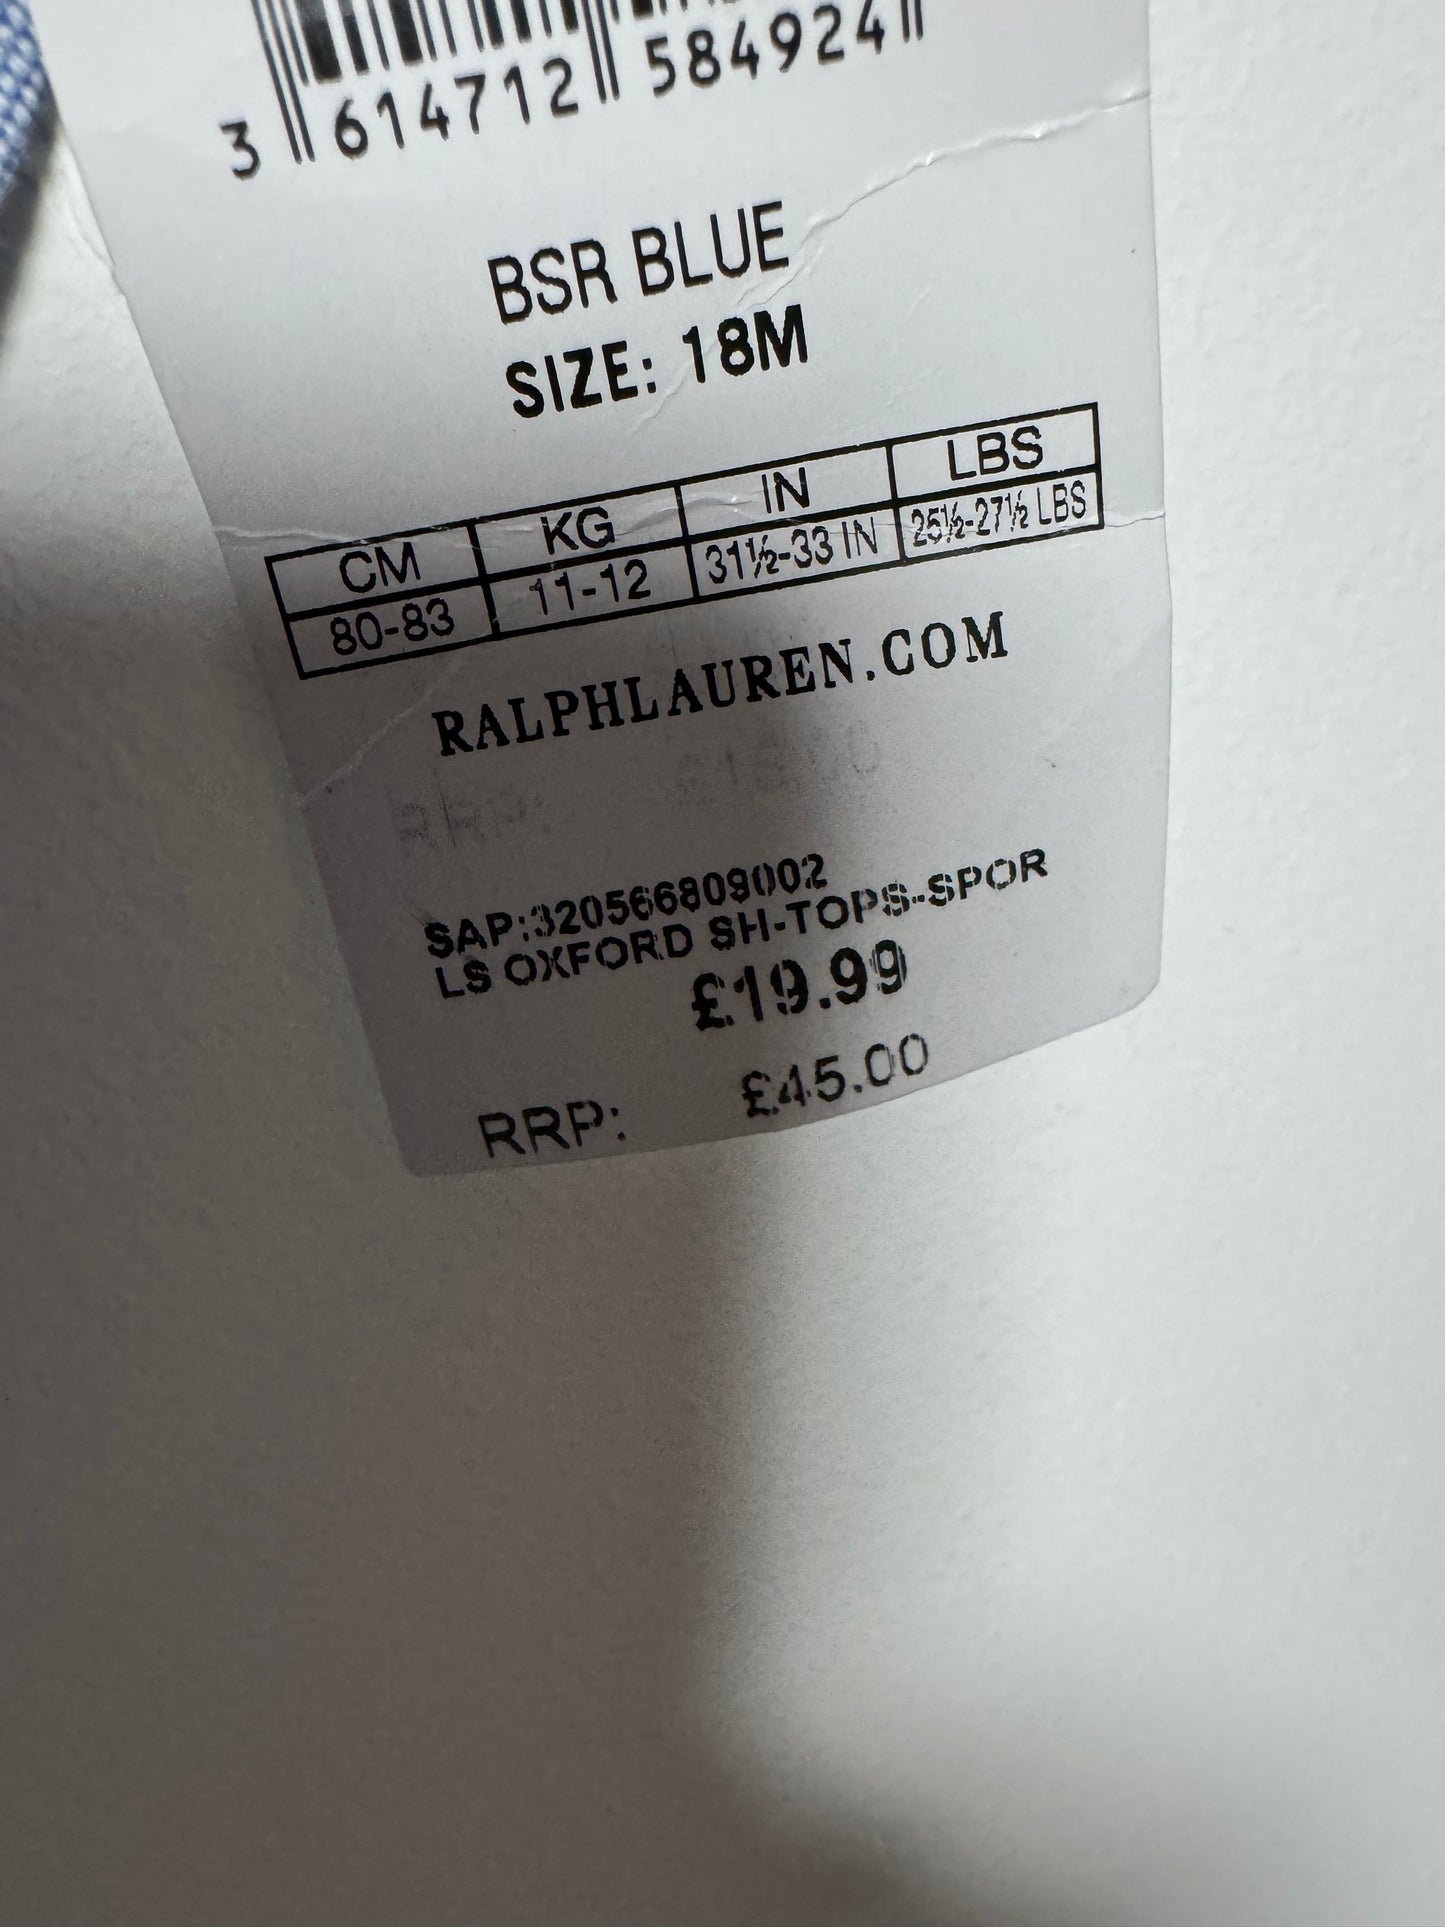 3 614712 584924
BSR BLUE
SIZE: 18M
CM KG IN LBS
80-83 11-12 31½-33 IN 25½-27½ LBS
RALPHLAUREN.COM
SAP:320566809002
LS OXFORD SH-TOPS-SPOR
£19.99
RRP: £45.00